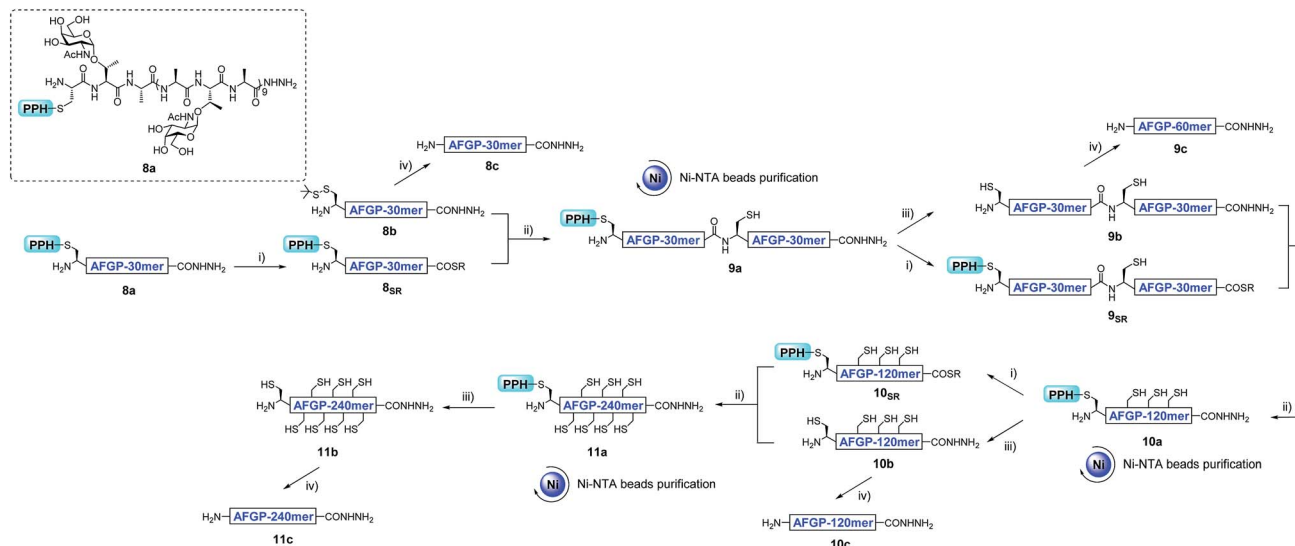 OH
OH
HO
O
AcHN
O
H₂N
O
H
N
N
H
O
H
N
O
H
N
N
H
O
H
N
N
H
O
9
NHNH₂
PPH
S
AcHN
O
HO
O
HO
OH
8a
PPH
S
H₂N
AFGP-30mer
CONHNH₂
8a
i)
S-S
H₂N
AFGP-30mer
CONHNH₂
8b
iv)
H₂N
AFGP-30mer
CONHNH₂
8c
PPH
S
H₂N
AFGP-30mer
COSR
8SR
ii)
Ni
Ni-NTA beads purification
PPH
S
H₂N
AFGP-30mer
O
N
H
SH
AFGP-30mer
CONHNH₂
9a
iii)
i)
HS
H₂N
AFGP-30mer
O
N
H
SH
AFGP-30mer
CONHNH₂
9b
iv)
H₂N
AFGP-60mer
CONHNH₂
9c
PPH
S
H₂N
AFGP-30mer
O
N
H
SH
AFGP-30mer
COSR
9SR
ii)
PPH
S
SH SH SH
H₂N
AFGP-120mer
CONHNH₂
10a
Ni
Ni-NTA beads purification
i)
iii)
PPH
S
SH SH SH
H₂N
AFGP-120mer
COSR
10SR
HS
SH SH SH
H₂N
AFGP-120mer
CONHNH₂
10b
iv)
H₂N
AFGP-120mer
CONHNH₂
10c
ii)
PPH
S
SH SH SH
H₂N
AFGP-240mer
CONHNH₂
HS HS HS HS
11a
Ni
Ni-NTA beads purification
iii)
HS
SH SH SH
H₂N
AFGP-240mer
CONHNH₂
HS HS HS HS
11b
iv)
H₂N
AFGP-240mer
CONHNH₂
11c